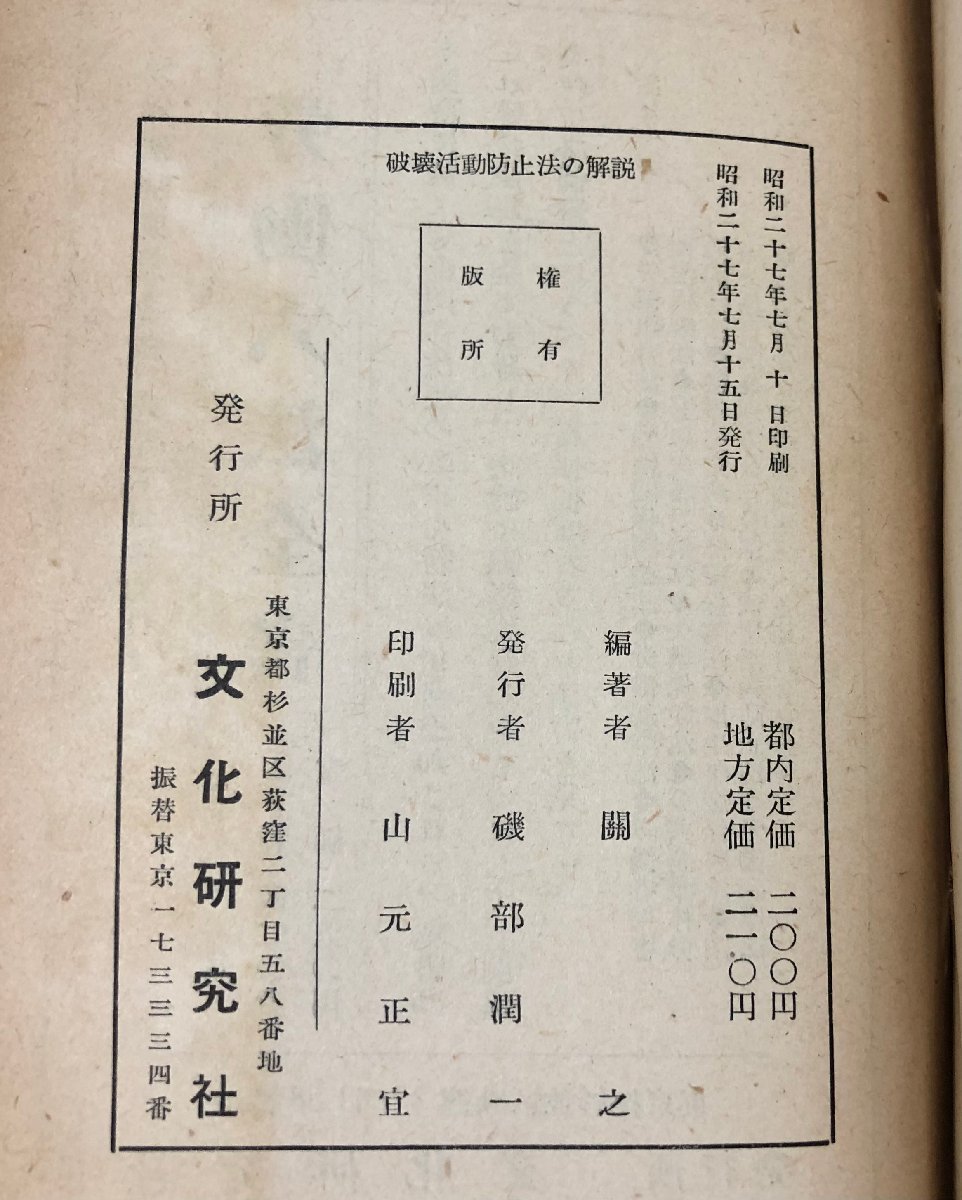 昭和二十七年七月 十 日印刷
昭和二十七年七月十五日発行
都内定価 二〇〇円
地方定価 二一〇円
破壊活動防止法の解説
権有
版所
編著者 關 之
発行者 磯部潤一
印刷者 山元正宜
東京都杉並区荻窪二丁目五八番地
発行所 文化研究社
振替東京一七三三三四番